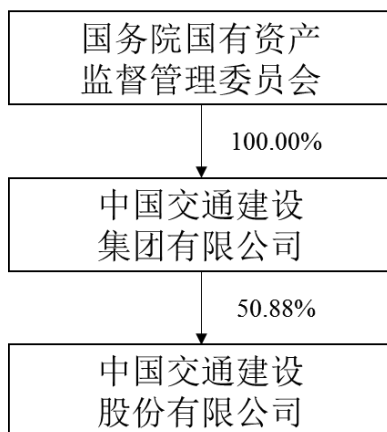 国务院国有资产
监督管理委员会
100.00%
中国交通建设
集团有限公司
50.88%
中国交通建设
股份有限公司